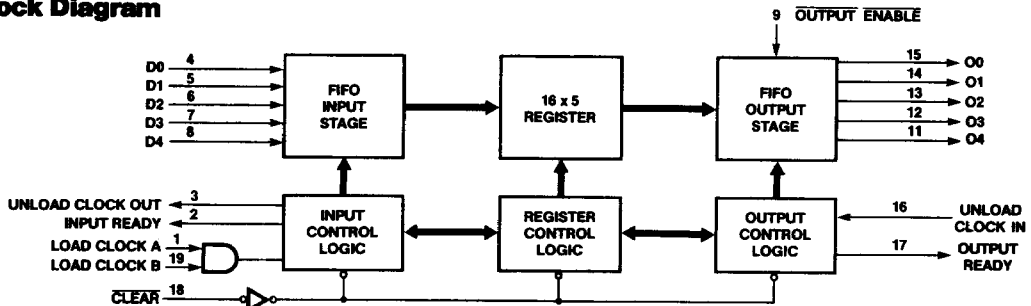 ock Diagram
9 OUTPUT ENABLE
D0 4
D1 5
D2 6
D3 7
D4 8
FIFO
INPUT
STAGE
16 x 5
REGISTER
FIFO
OUTPUT
STAGE
15 O0
14 O1
13 O2
12 O3
11 O4
UNLOAD CLOCK OUT 3
INPUT READY 2
LOAD CLOCK A 1
LOAD CLOCK B 19
INPUT
CONTROL
LOGIC
REGISTER
CONTROL
LOGIC
OUTPUT
CONTROL
LOGIC
16 UNLOAD
CLOCK IN
17 OUTPUT
READY
CLEAR 18